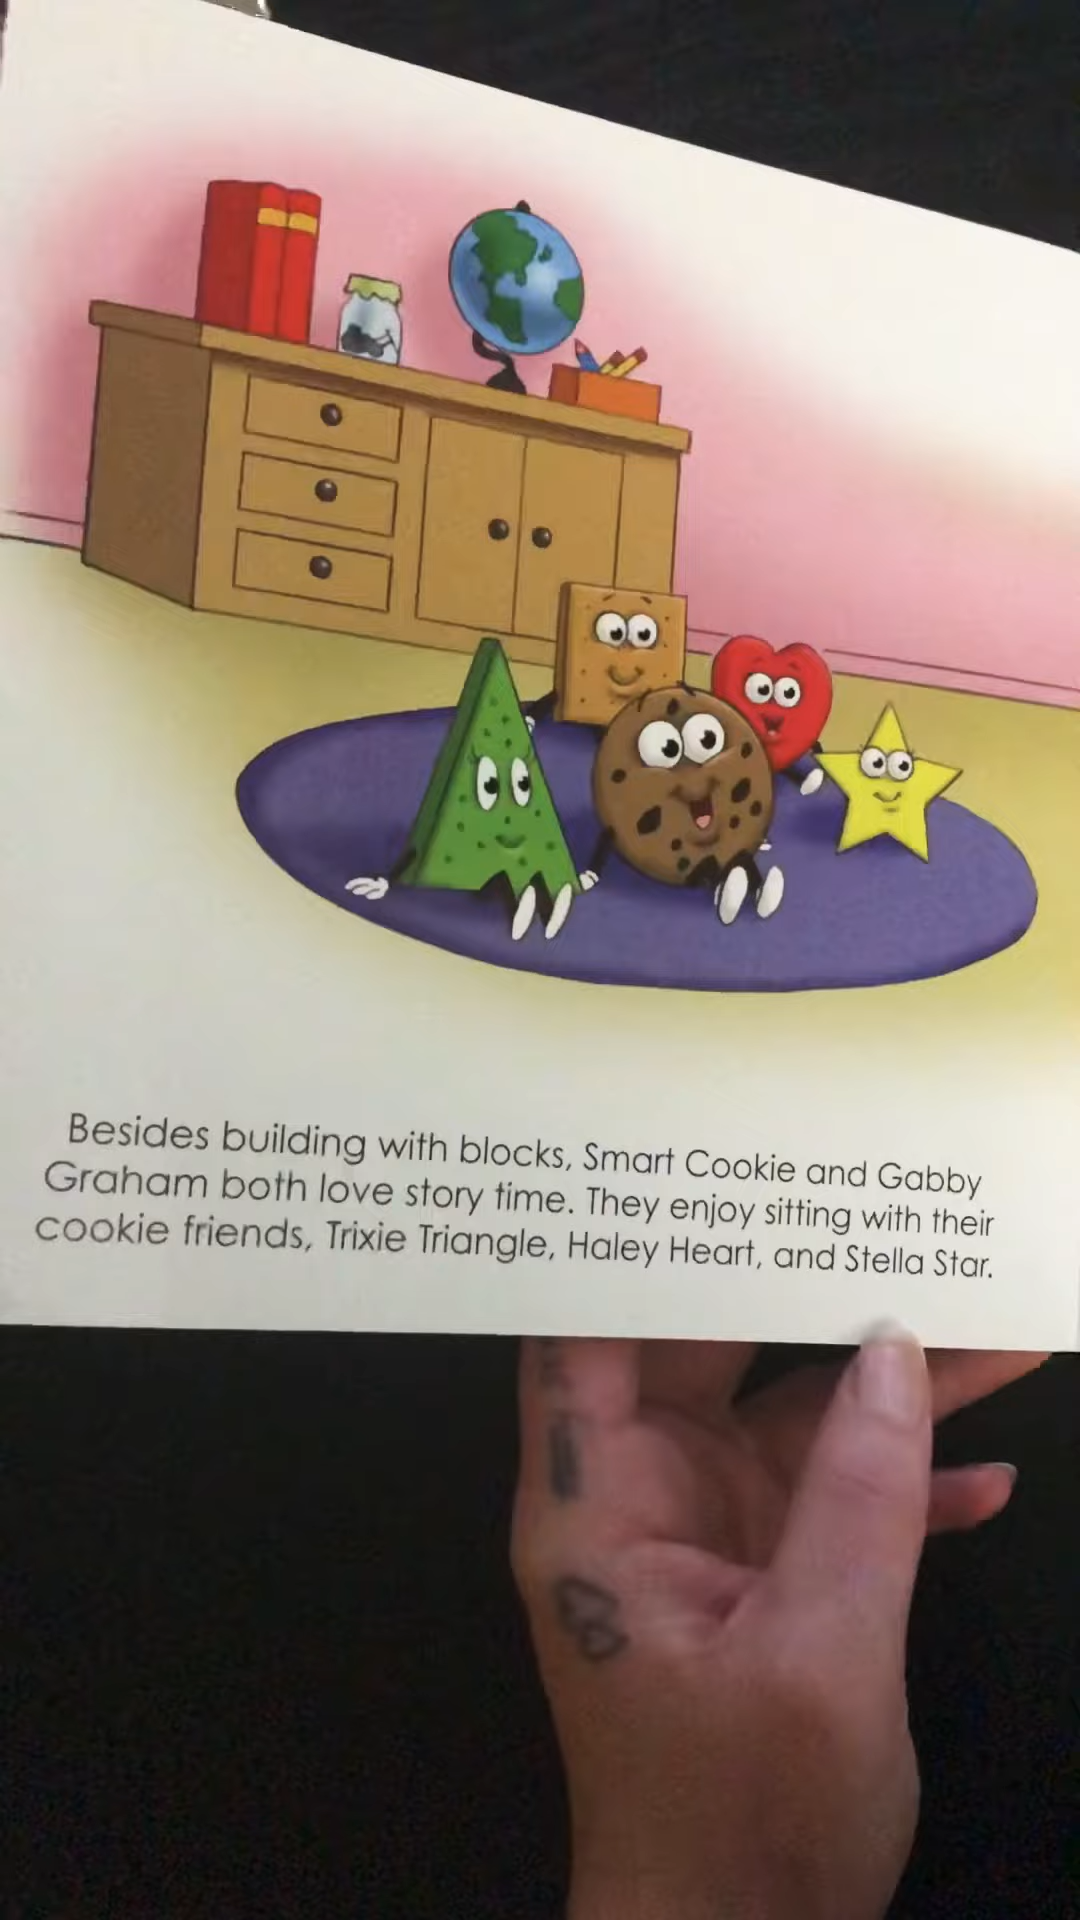 Besides building with blocks, Smart Cookie and Gabby
Graham both love story time. They enjoy sitting with their
cookie friends, Trixie Triangle, Haley Heart, and Stella Star.